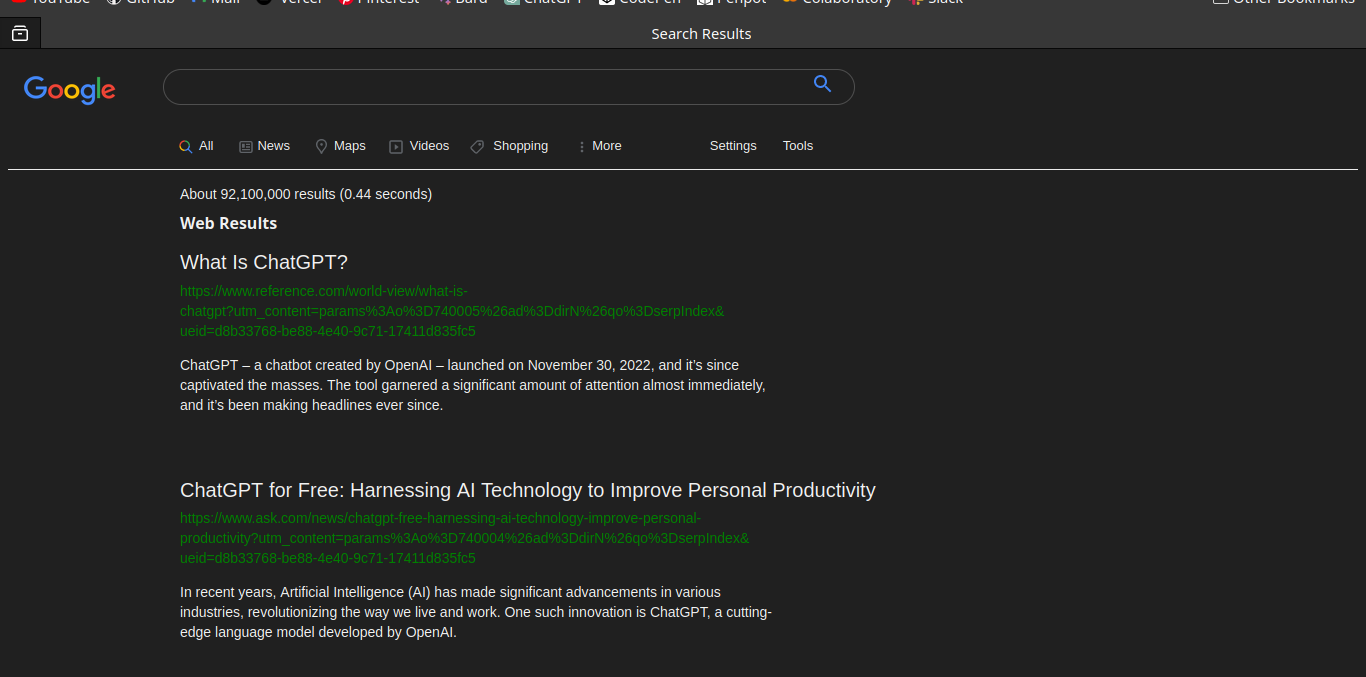 YouTube GitHub Mail Vercel Pinterest Bard ChatGPT CodePen Penpot Colaboratory Slack Other Bookmarks
Search Results
Google
All News Maps Videos Shopping More Settings Tools
About 92,100,000 results (0.44 seconds)
Web Results
What Is ChatGPT?
https://www.reference.com/world-view/what-is-
chatgpt?utm_content=params%3Ao%3D740005%26ad%3DdirN%26qo%3DserpIndex&
ueid=d8b33768-be88-4e40-9c71-17411d835fc5
ChatGPT – a chatbot created by OpenAI – launched on November 30, 2022, and it’s since
captivated the masses. The tool garnered a significant amount of attention almost immediately,
and it’s been making headlines ever since.
ChatGPT for Free: Harnessing AI Technology to Improve Personal Productivity
https://www.ask.com/news/chatgpt-free-harnessing-ai-technology-improve-personal-
productivity?utm_content=params%3Ao%3D740004%26ad%3DdirN%26qo%3DserpIndex&
ueid=d8b33768-be88-4e40-9c71-17411d835fc5
In recent years, Artificial Intelligence (AI) has made significant advancements in various
industries, revolutionizing the way we live and work. One such innovation is ChatGPT, a cutting-
edge language model developed by OpenAI.